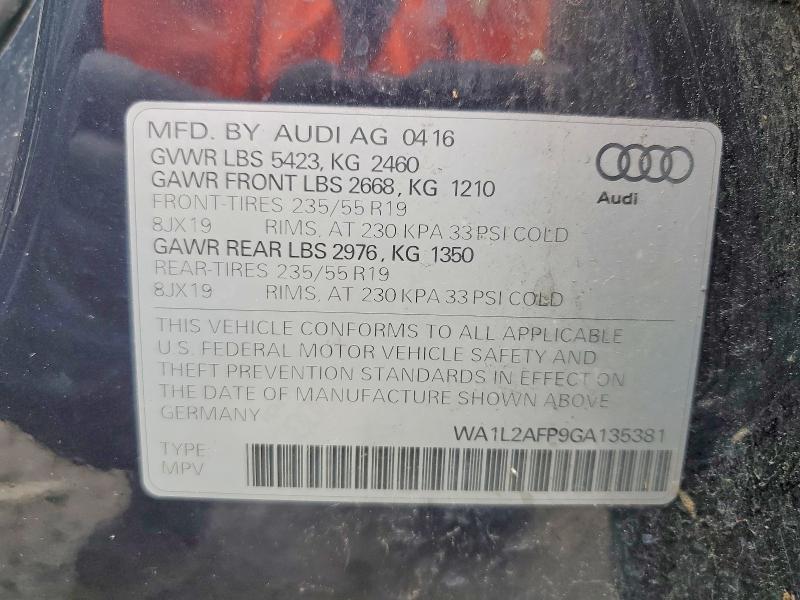 MFD. BY AUDI AG 04 16
GVWR LBS 5423, KG 2460
GAWR FRONT LBS 2668, KG 1210
FRONT-TIRES 235/55 R19
8JX19 RIMS, AT 230 KPA 33 PSI COLD
GAWR REAR LBS 2976, KG 1350
REAR-TIRES 235/55 R19
8JX19 RIMS, AT 230 KPA 33 PSI COLD
Audi
THIS VEHICLE CONFORMS TO ALL APPLICABLE
U.S. FEDERAL MOTOR VEHICLE SAFETY AND
THEFT PREVENTION STANDARDS IN EFFECT ON
THE DATE OF MANUFACTURE SHOWN ABOVE
GERMANY
WA1L2AFP9GA135381
TYPE
MPV